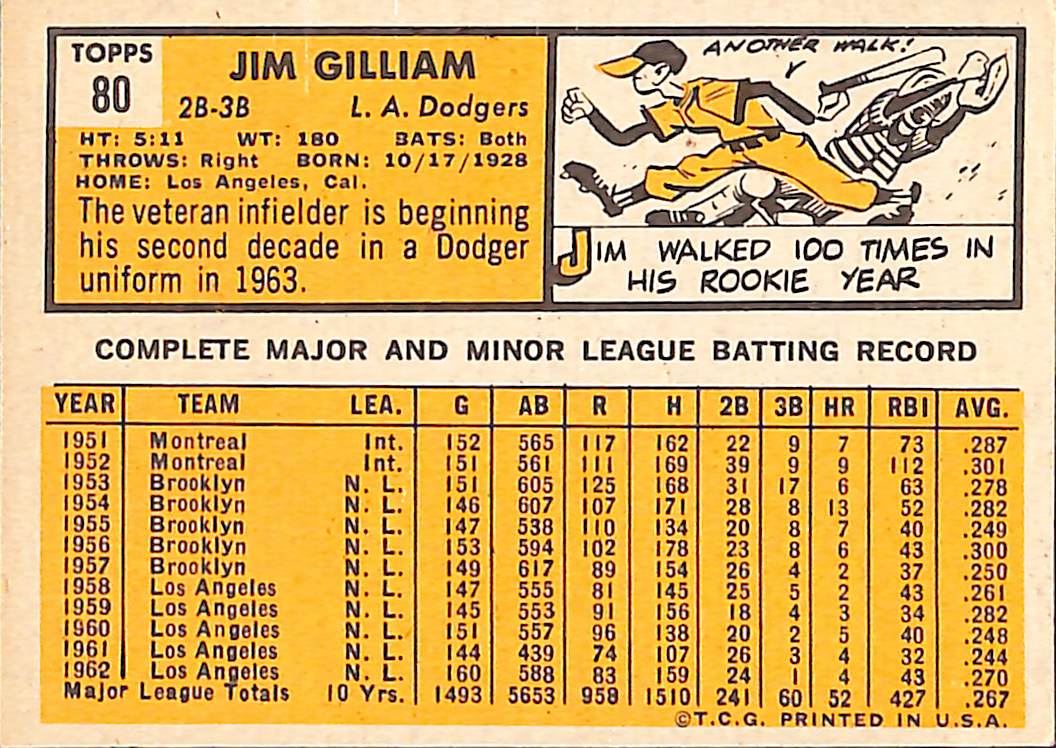 TOPPS
80
JIM GILLIAM
2B-3B L. A. Dodgers
HT: 5:11 WT: 180 BATS: Both
THROWS: Right BORN: 10/17/1928
HOME: Los Angeles, Cal.
The veteran infielder is beginning
his second decade in a Dodger
uniform in 1963.
ANOTHER WALK!
JIM WALKED 100 TIMES IN
HIS ROOKIE YEAR
COMPLETE MAJOR AND MINOR LEAGUE BATTING RECORD
YEAR TEAM LEA. G AB R H 2B 3B HR RBI AVG.
1951 Montreal Int. 152 565 117 162 22 9 7 73 .287
1952 Montreal Int. 151 561 111 169 39 9 9 112 .301
1953 Brooklyn N. L. 151 605 125 168 31 17 6 63 .278
1954 Brooklyn N. L. 146 607 107 171 28 8 13 52 .282
1955 Brooklyn N. L. 147 538 110 134 20 8 7 40 .249
1956 Brooklyn N. L. 153 594 102 178 23 8 6 43 .300
1957 Brooklyn N. L. 149 617 89 154 26 4 2 37 .250
1958 Los Angeles N. L. 147 555 81 145 25 5 2 43 .261
1959 Los Angeles N. L. 145 553 91 156 18 4 3 34 .282
1960 Los Angeles N. L. 151 557 96 138 20 2 5 40 .248
1961 Los Angeles N. L. 144 439 74 107 26 3 4 32 .244
1962 Los Angeles N. L. 160 588 83 159 24 1 4 43 .270
Major League Totals 10 Yrs. 1493 5653 958 1510 241 60 52 427 .267
©T.C.G. PRINTED IN U.S.A.